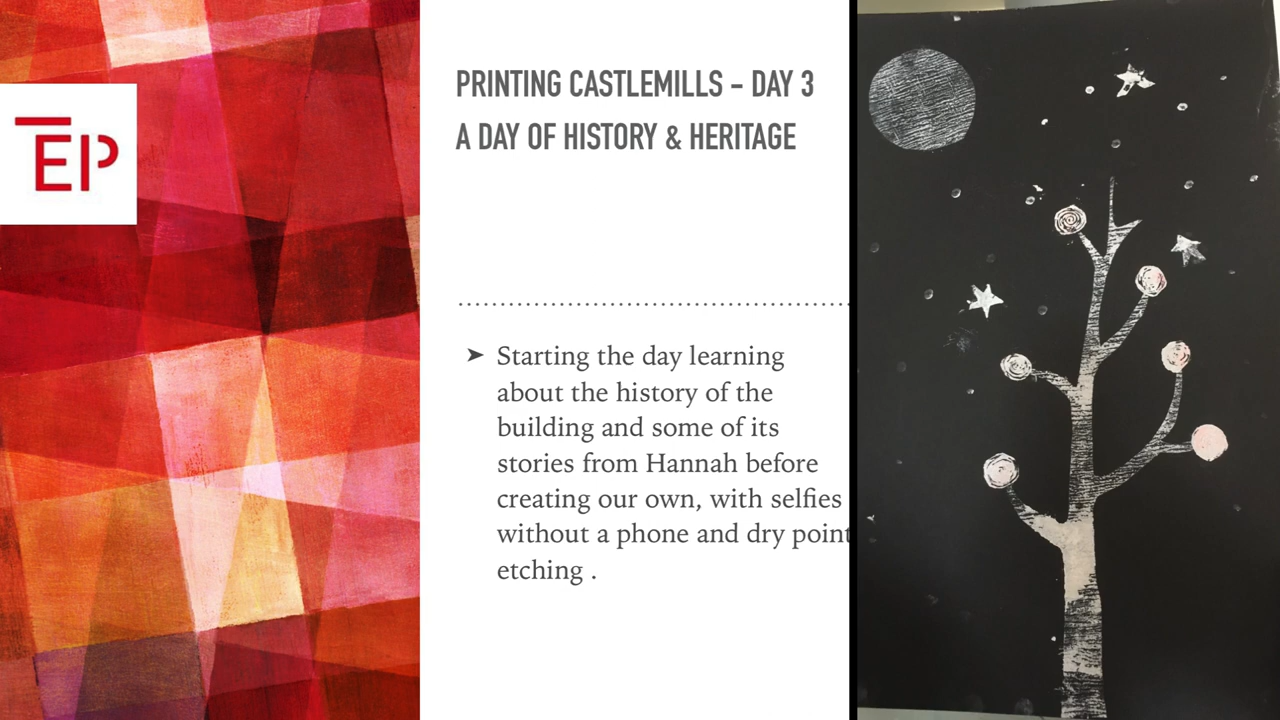 EP
PRINTING CASTLEMILLS – DAY 3
A DAY OF HISTORY & HERITAGE
➤ Starting the day learning
about the history of the
building and some of its
stories from Hannah before
creating our own, with selfies
without a phone and dry point
etching .